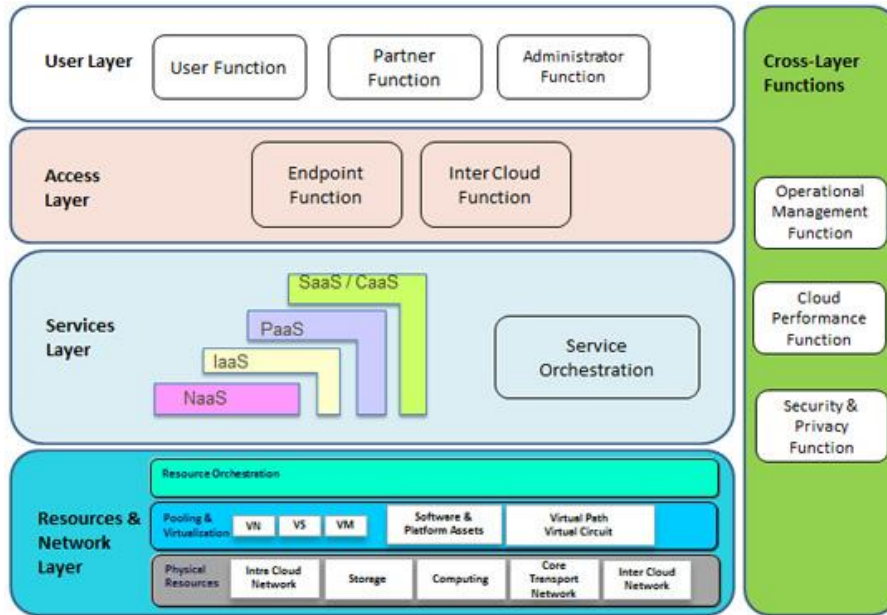 User Layer
User Function
Partner
Function
Administrator
Function
Cross-Layer
Functions
Access
Layer
Endpoint
Function
Inter Cloud
Function
Operational
Management
Function
Services
Layer
SaaS / CaaS
PaaS
IaaS
NaaS
Service
Orchestration
Cloud
Performance
Function
Security &
Privacy
Function
Resources &
Network
Layer
Resource Orchestration
Pooling &
Virtualization
VN
VS
VM
Software &
Platform Assets
Virtual Path
Virtual Circuit
Physical
Resources
Intra Cloud
Network
Storage
Computing
Core
Transport
Network
Inter Cloud
Network